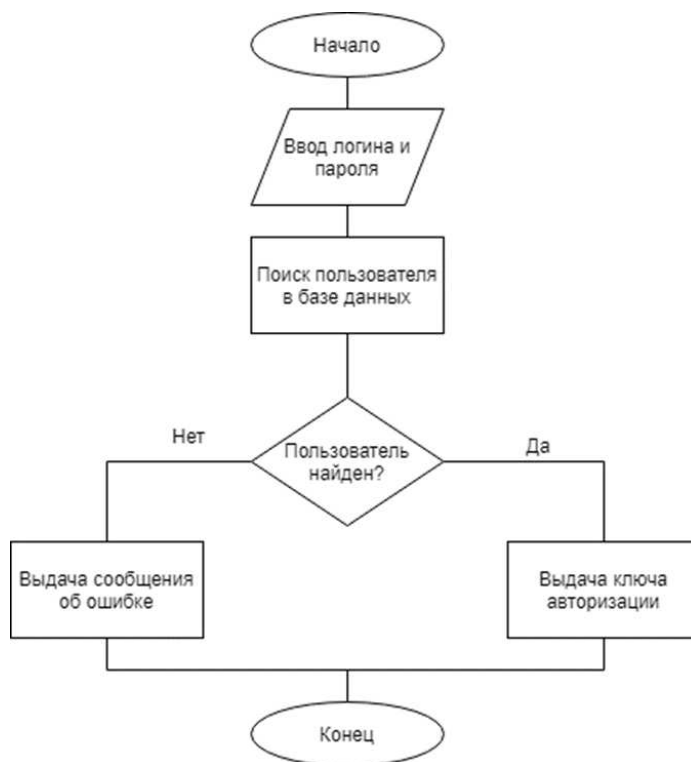 Начало
Ввод логина и
пароля
Поиск пользователя
в базе данных
Нет
Пользователь
найден?
Да
Выдача сообщения
об ошибке
Выдача ключа
авторизации
Конец